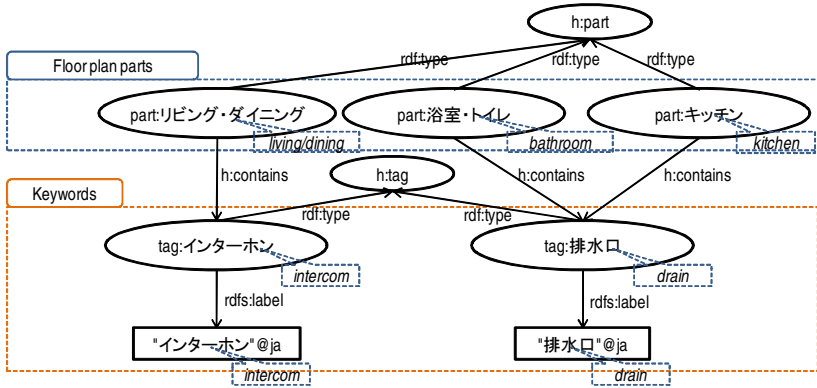 h:part
Floor plan parts
rdf:type
rdf:type
rdf:type
part:リビング・ダイニング
part:浴室・トイレ
part:キッチン
living/dining
bathroom
kitchen
h:contains
h:tag
h:contains
h:contains
Keywords
rdf:type
rdf:type
tag:インターホン
tag:排水口
intercom
drain
rdfs:label
rdfs:label
"インターホン"@ja
"排水口"@ja
intercom
drain